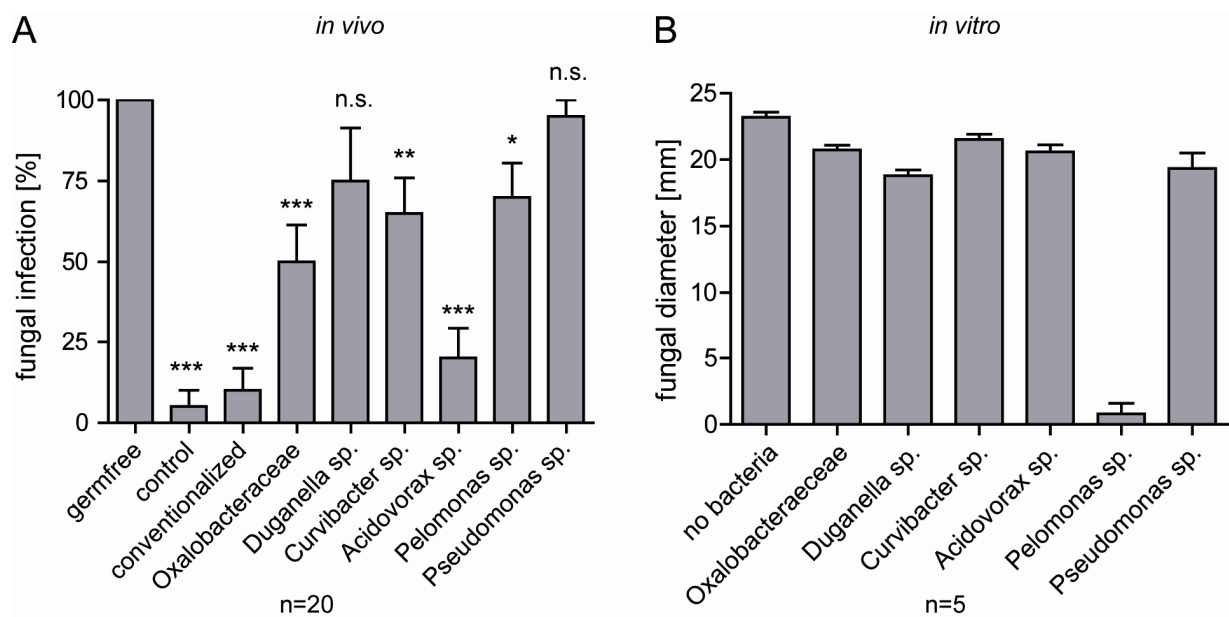 A
in vivo
fungal infection [%]
100
75
50
25
0
***
***
***
n.s.
**
***
*
n.s.
germfree
control
conventionalized
Oxalobacteraceae
Duganella sp.
Curvibacter sp.
Acidovorax sp.
Pelomonas sp.
Pseudomonas sp.
n=20
B
in vitro
fungal diameter [mm]
25
20
15
10
5
0
no bacteria
Oxalobacteraeceae
Duganella sp.
Curvibacter sp.
Acidovorax sp.
Pelomonas sp.
Pseudomonas sp.
n=5